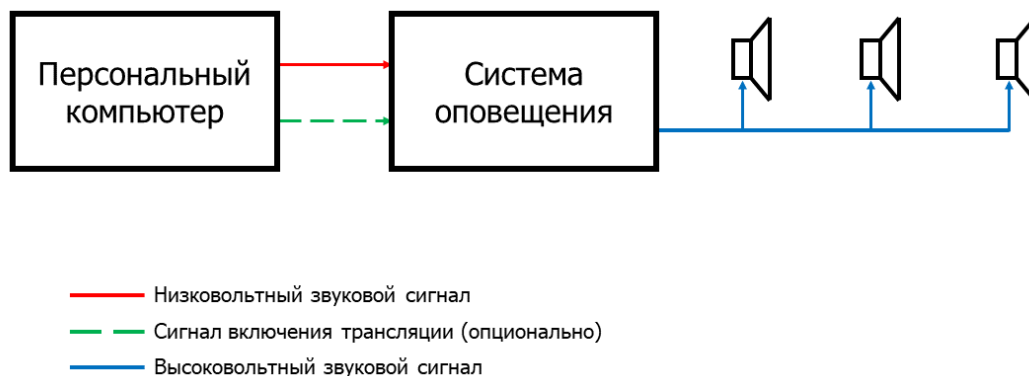 Персональный
компьютер
Система
оповещения
Низковольтный звуковой сигнал
Сигнал включения трансляции (опционально)
Высоковольтный звуковой сигнал